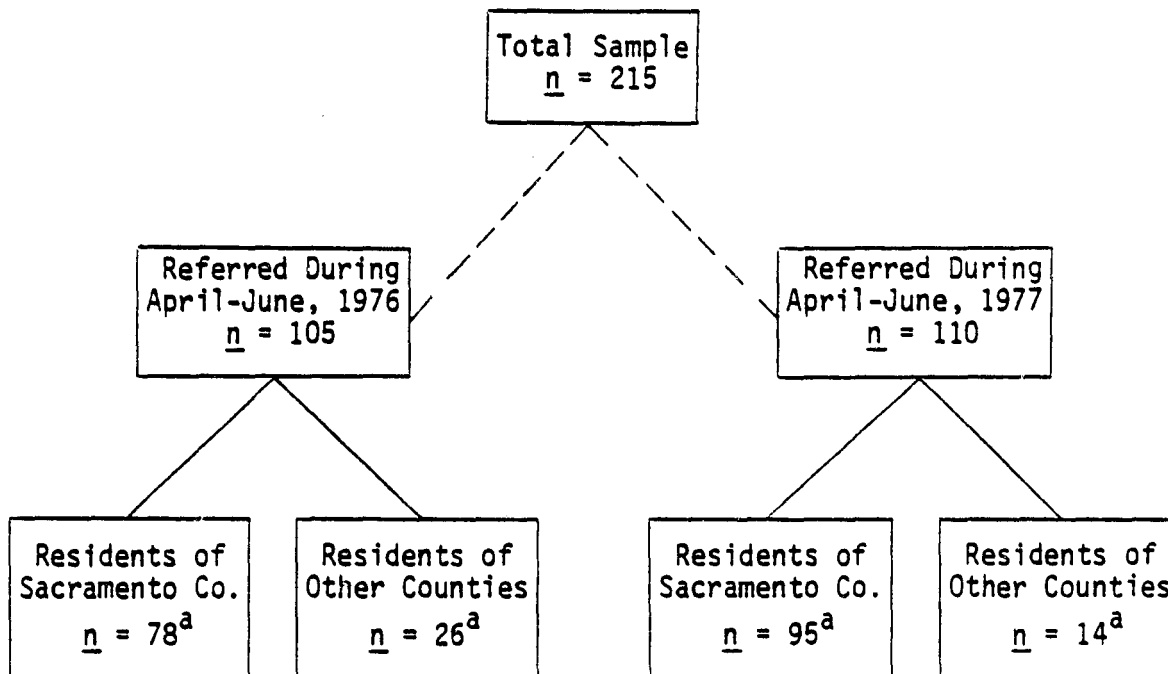 Total Sample
n = 215
Referred During
April-June, 1976
n = 105
Referred During
April-June, 1977
n = 110
Residents of
Sacramento Co.
n = 78a
Residents of
Other Counties
n = 26a
Residents of
Sacramento Co.
n = 95a
Residents of
Other Counties
n = 14a